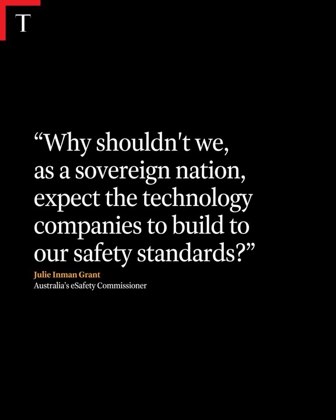 T
“Why shouldn't we,
as a sovereign nation,
expect the technology
companies to build to
our safety standards?”
Julie Inman Grant
Australia's eSafety Commissioner